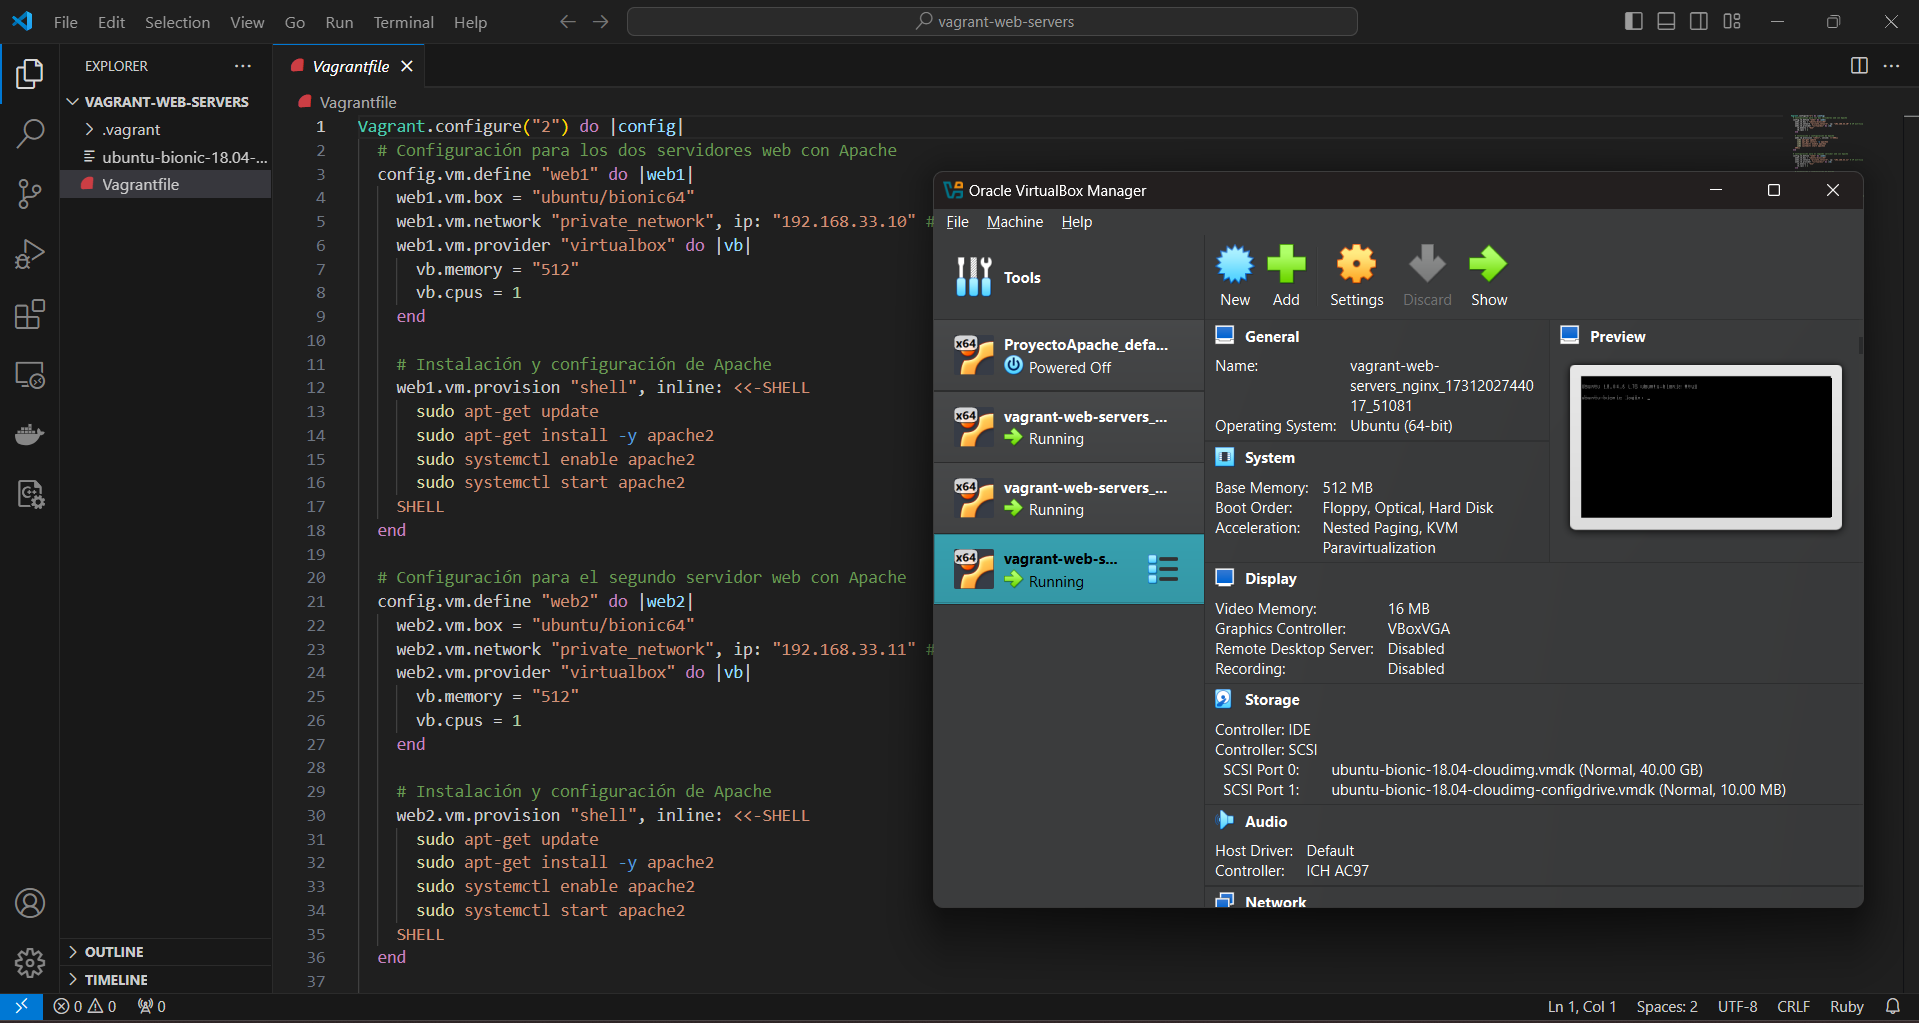 File Edit Selection View Go Run Terminal Help
vagrant-web-servers
EXPLORER
VAGRANT-WEB-SERVERS
.vagrant
ubuntu-bionic-18.04-...
Vagrantfile
OUTLINE
TIMELINE
Vagrantfile
Vagrantfile
1 Vagrant.configure("2") do |config|
2 # Configuración para los dos servidores web con Apache
3 config.vm.define "web1" do |web1|
4 web1.vm.box = "ubuntu/bionic64"
5 web1.vm.network "private_network", ip: "192.168.33.10" #
6 web1.vm.provider "virtualbox" do |vb|
7 vb.memory = "512"
8 vb.cpus = 1
9 end
10
11 # Instalación y configuración de Apache
12 web1.vm.provision "shell", inline: <<-SHELL
13 sudo apt-get update
14 sudo apt-get install -y apache2
15 sudo systemctl enable apache2
16 sudo systemctl start apache2
17 SHELL
18 end
19
20 # Configuración para el segundo servidor web con Apache
21 config.vm.define "web2" do |web2|
22 web2.vm.box = "ubuntu/bionic64"
23 web2.vm.network "private_network", ip: "192.168.33.11" #
24 web2.vm.provider "virtualbox" do |vb|
25 vb.memory = "512"
26 vb.cpus = 1
27 end
28
29 # Instalación y configuración de Apache
30 web2.vm.provision "shell", inline: <<-SHELL
31 sudo apt-get update
32 sudo apt-get install -y apache2
33 sudo systemctl enable apache2
34 sudo systemctl start apache2
35 SHELL
36 end
37
Oracle VirtualBox Manager
File Machine Help
Tools
New Add Settings Discard Show
x64 ProyectoApache_defa...
Powered Off
x64 vagrant-web-servers_...
Running
x64 vagrant-web-servers_...
Running
x64 vagrant-web-s...
Running
General
Name: vagrant-web-
servers_nginx_17312027440
17_51081
Operating System: Ubuntu (64-bit)
Preview
System
Base Memory: 512 MB
Boot Order: Floppy, Optical, Hard Disk
Acceleration: Nested Paging, KVM
Paravirtualization
Display
Video Memory: 16 MB
Graphics Controller: VBoxVGA
Remote Desktop Server: Disabled
Recording: Disabled
Storage
Controller: IDE
Controller: SCSI
SCSI Port 0: ubuntu-bionic-18.04-cloudimg.vmdk (Normal, 40.00 GB)
SCSI Port 1: ubuntu-bionic-18.04-cloudimg-configdrive.vmdk (Normal, 10.00 MB)
Audio
Host Driver: Default
Controller: ICH AC97
Network
0 0 0
Ln 1, Col 1 Spaces: 2 UTF-8 CRLF Ruby